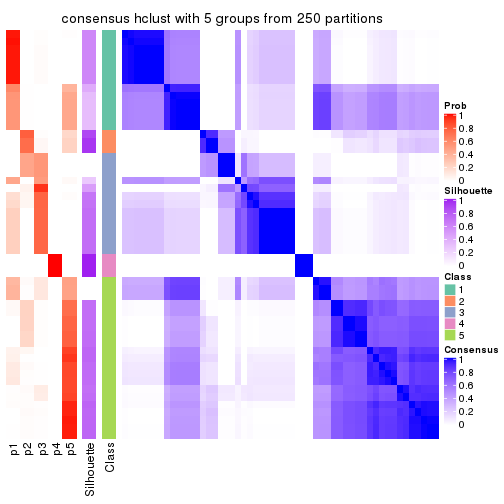 consensus hclust with 5 groups from 250 partitions
Prob
1
0.8
0.6
0.4
0.2
0
Silhouette
1
0.8
0.6
0.4
0.2
0
Class
1
2
3
4
5
Consensus
1
0.8
0.6
0.4
0.2
0
p1
p2
p3
p4
p5
Silhouette
Class